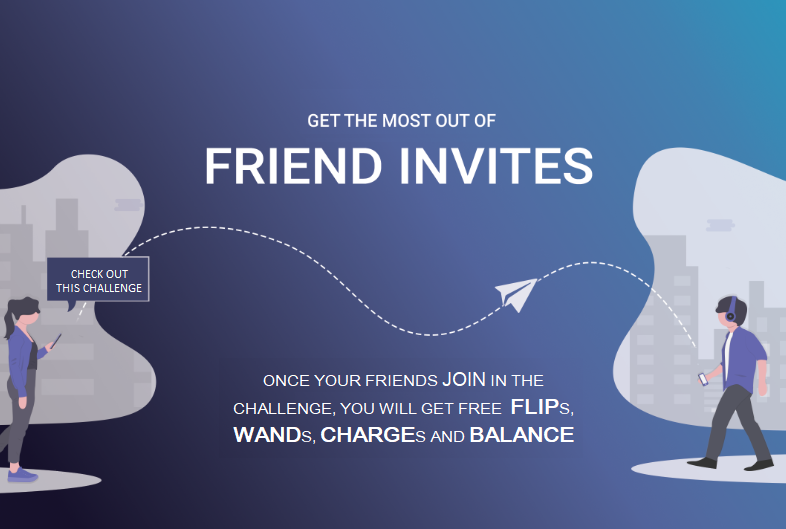 GET THE MOST OUT OF
FRIEND INVITES
CHECK OUT
THIS CHALLENGE
ONCE YOUR FRIENDS JOIN IN THE
CHALLENGE, YOU WILL GET FREE FLIPS,
WANDS, CHARGES AND BALANCE